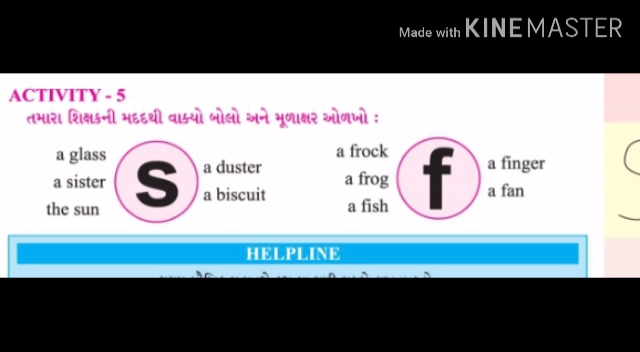 Made with KINEMASTER
ACTIVITY - 5
તમારા શિક્ષકની મદદથી વાક્યો બોલો અને મૂળાક્ષર ઓળખો :
a glass
a sister
the sun
s
a duster
a biscuit
a frock
a frog
a fish
f
a finger
a fan
HELPLINE